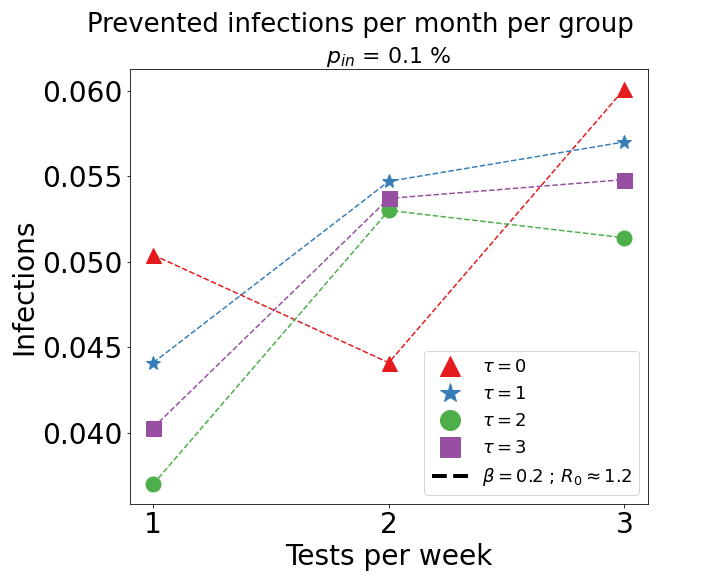 Prevented infections per month per group
p_in = 0.1 %
0.060
0.055
0.050
0.045
0.040
Infections
1 2 3
Tests per week
τ = 0
τ = 1
τ = 2
τ = 3
β = 0.2 ; R₀ ≈ 1.2